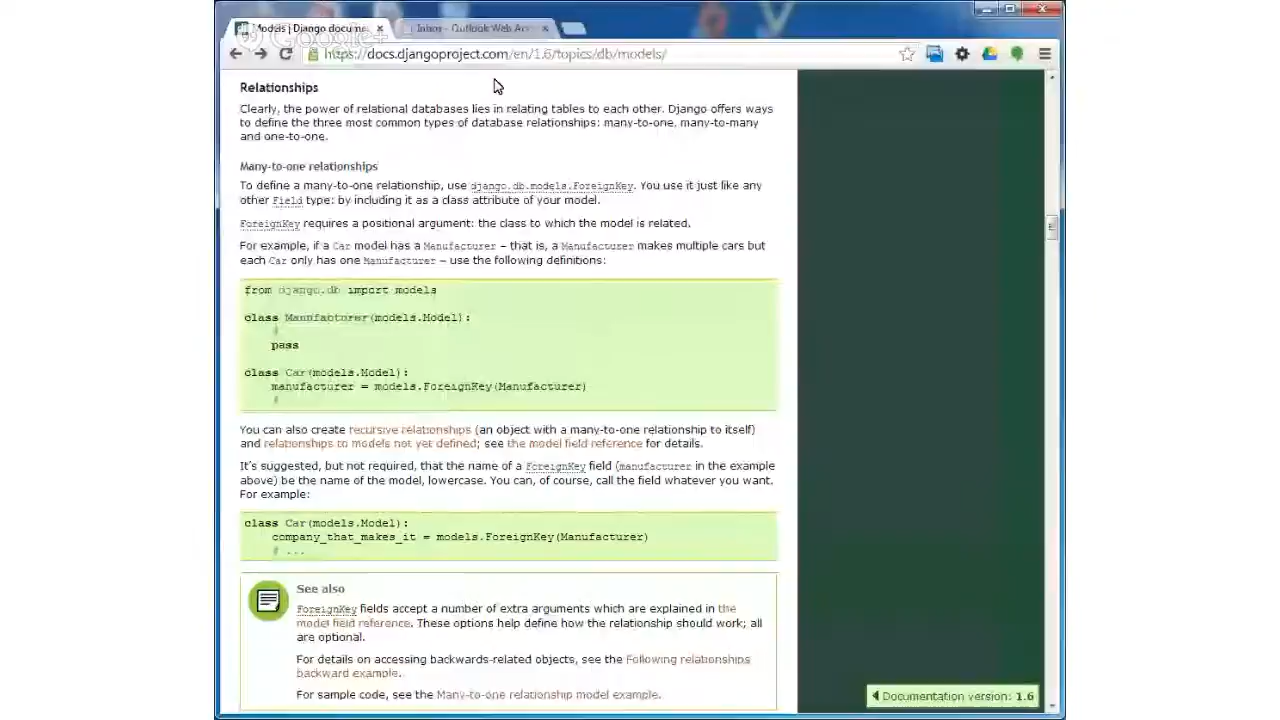 Models | Django docume
Inbox - Outlook Web Acc
Google+
https://docs.djangoproject.com/en/1.6/topics/db/models/
Relationships
Clearly, the power of relational databases lies in relating tables to each other. Django offers ways
to define the three most common types of database relationships: many-to-one, many-to-many
and one-to-one.
Many-to-one relationships
To define a many-to-one relationship, use django.db.models.ForeignKey. You use it just like any
other Field type: by including it as a class attribute of your model.
ForeignKey requires a positional argument: the class to which the model is related.
For example, if a Car model has a Manufacturer – that is, a Manufacturer makes multiple cars but
each Car only has one Manufacturer – use the following definitions:
from django.db import models
class Manufacturer(models.Model):
#
pass
class Car(models.Model):
manufacturer = models.ForeignKey(Manufacturer)
#
You can also create recursive relationships (an object with a many-to-one relationship to itself)
and relationships to models not yet defined; see the model field reference for details.
It's suggested, but not required, that the name of a ForeignKey field (manufacturer in the example
above) be the name of the model, lowercase. You can, of course, call the field whatever you want.
For example:
class Car(models.Model):
company_that_makes_it = models.ForeignKey(Manufacturer)
# ...
See also
ForeignKey fields accept a number of extra arguments which are explained in the
model field reference. These options help define how the relationship should work; all
are optional.
For details on accessing backwards-related objects, see the Following relationships
backward example.
For sample code, see the Many-to-one relationship model example.
Documentation version: 1.6